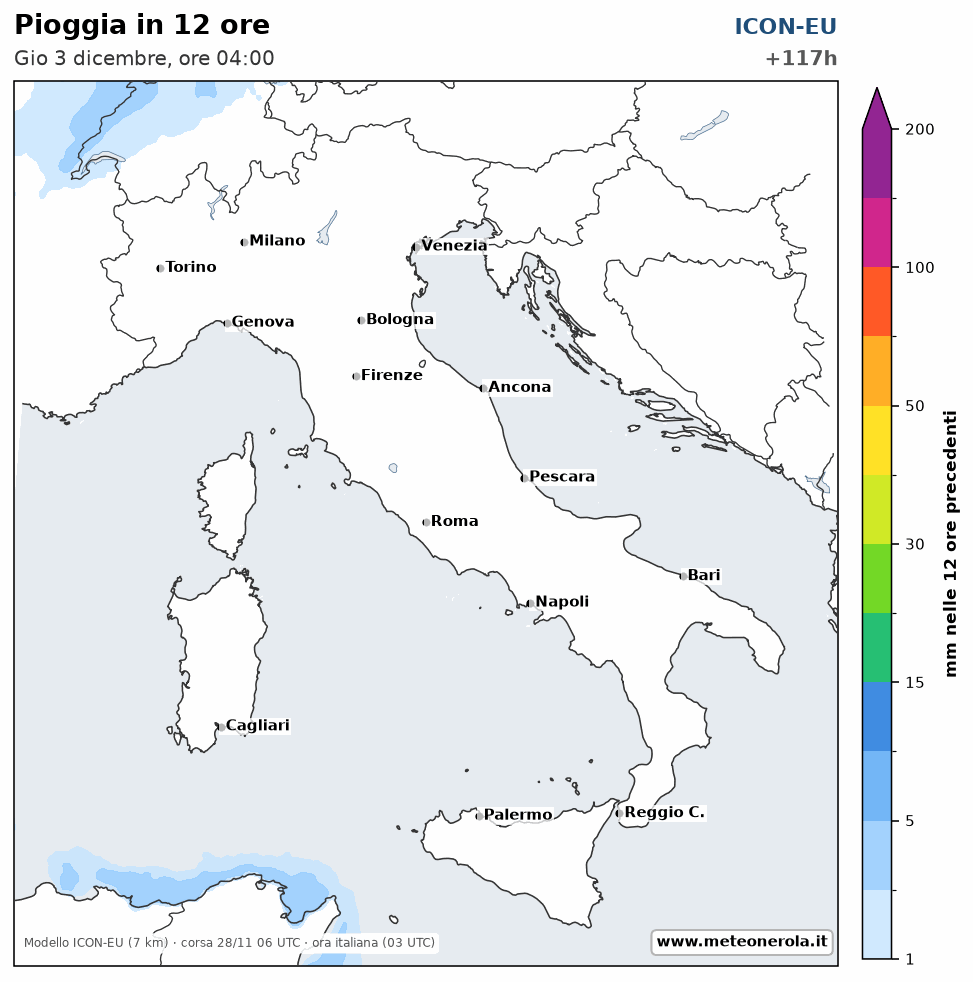 Pioggia in 12 ore
ICON-EU
Gio 3 dicembre, ore 04:00
+117h
200
100
50
30
15
5
1
mm nelle 12 ore precedenti
Milano
Venezia
Torino
Genova
Bologna
Firenze
Ancona
Pescara
Roma
Bari
Napoli
Cagliari
Palermo
Reggio C.
Modello ICON-EU (7 km) · corsa 28/11 06 UTC · ora italiana (03 UTC)
www.meteonerola.it